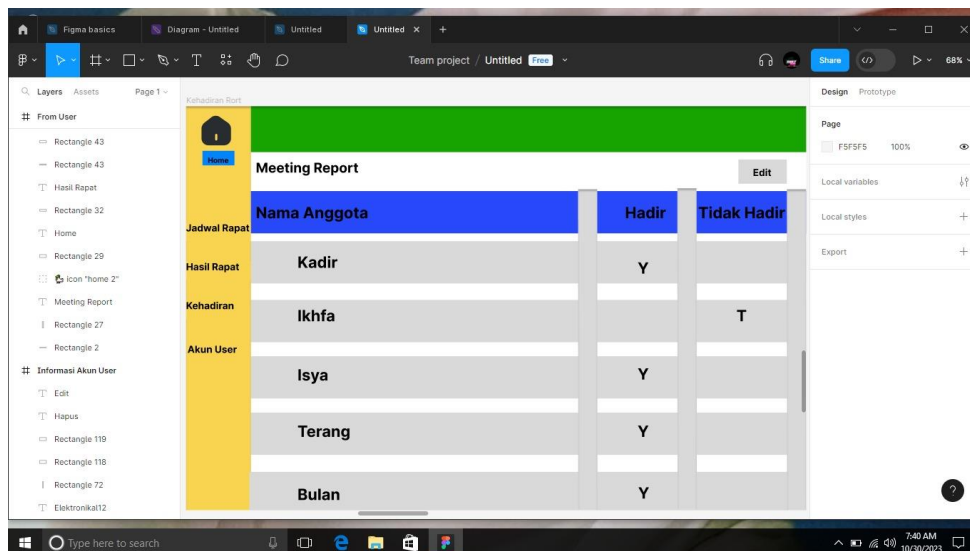 Figma basics
Diagram - Untitled
Untitled
Untitled
Team project / Untitled Free
Share
68%
Layers Assets Page 1
From User
Rectangle 43
Rectangle 43
Hasil Rapat
Rectangle 32
Home
Rectangle 29
icon "home 2"
Meeting Report
Rectangle 27
Rectangle 2
Informasi Akun User
Edit
Hapus
Rectangle 119
Rectangle 118
Rectangle 72
Elektronikal12
Kehadiran Rort
Home
Jadwal Rapat
Hasil Rapat
Kehadiran
Akun User
Meeting Report
Edit
Nama Anggota Hadir Tidak Hadir
Kadir Y
Ikhfa T
Isya Y
Terang Y
Bulan Y
Design Prototype
Page
F5F5F5 100%
Local variables
Local styles
Export
?
Type here to search
7:40 AM
10/30/2023